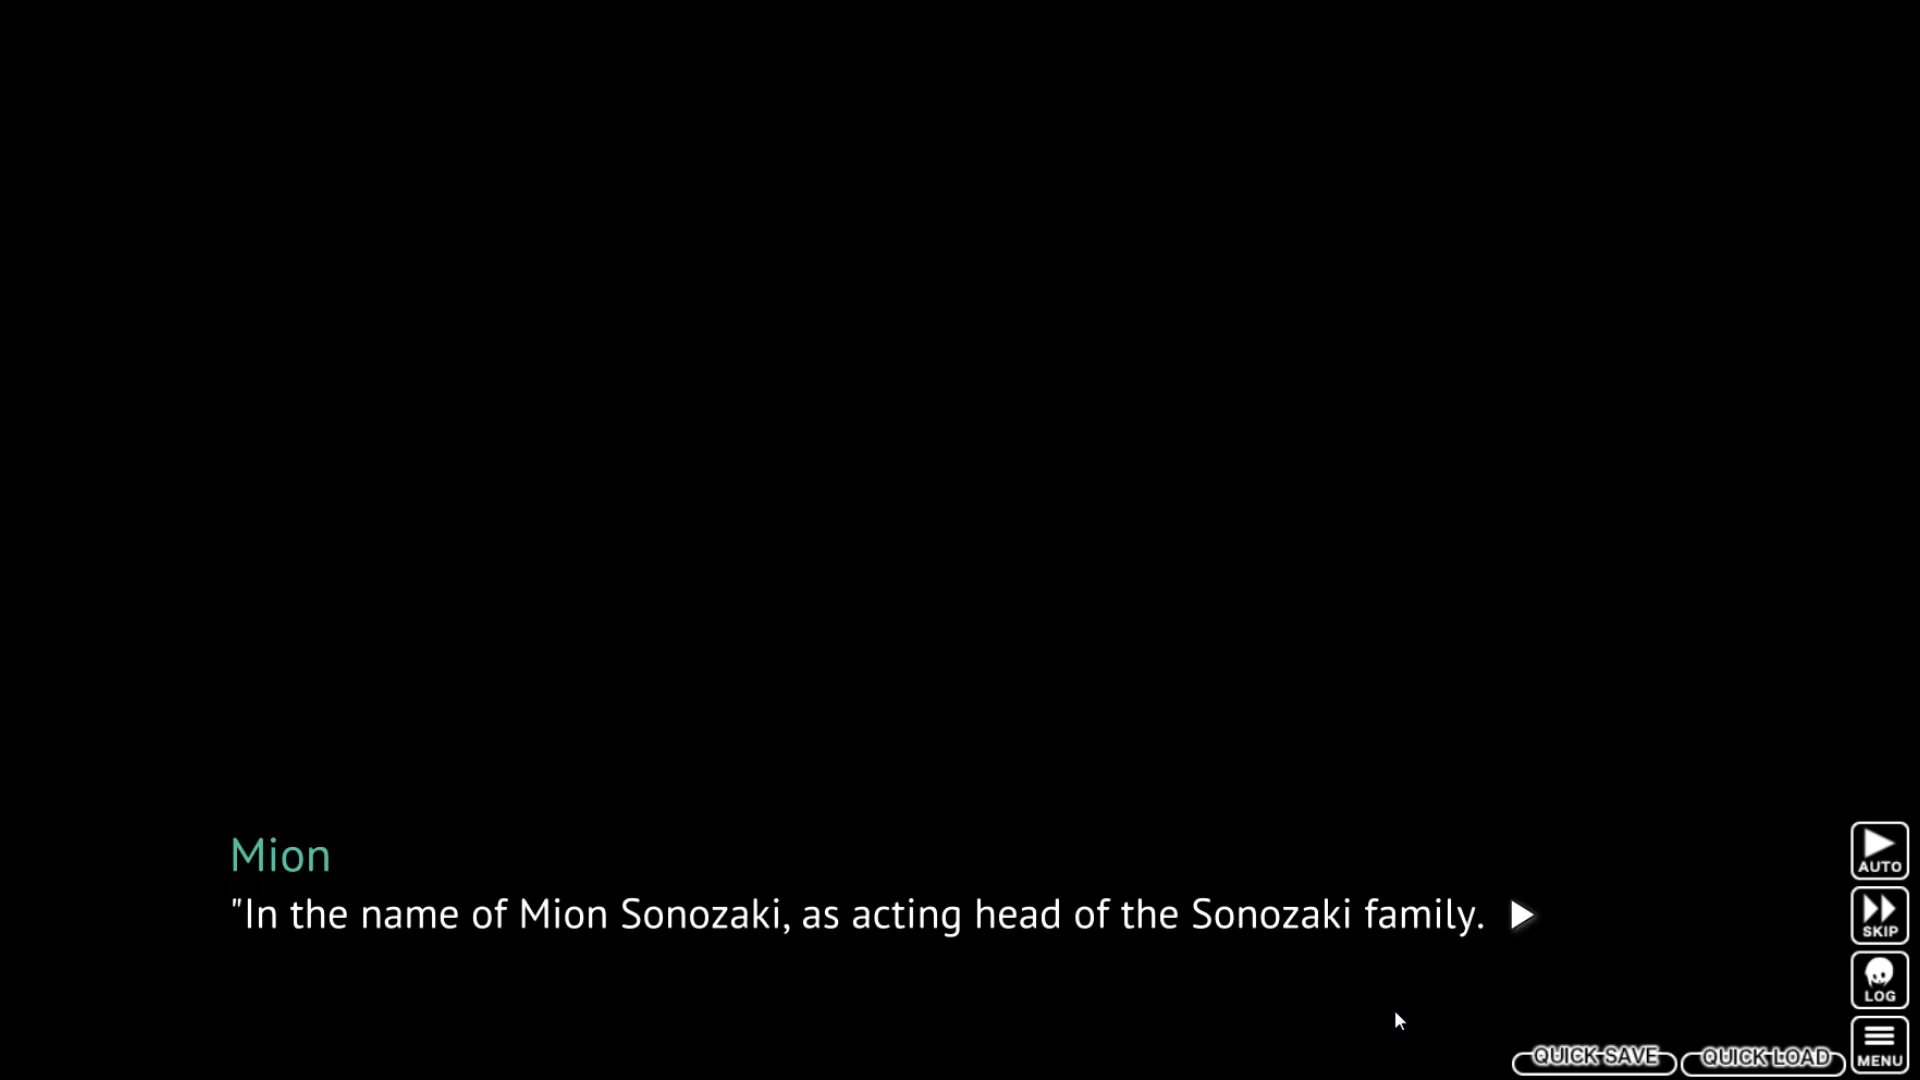 Mion
"In the name of Mion Sonozaki, as acting head of the Sonozaki family.
AUTO
SKIP
LOG
MENU
QUICK SAVE
QUICK LOAD